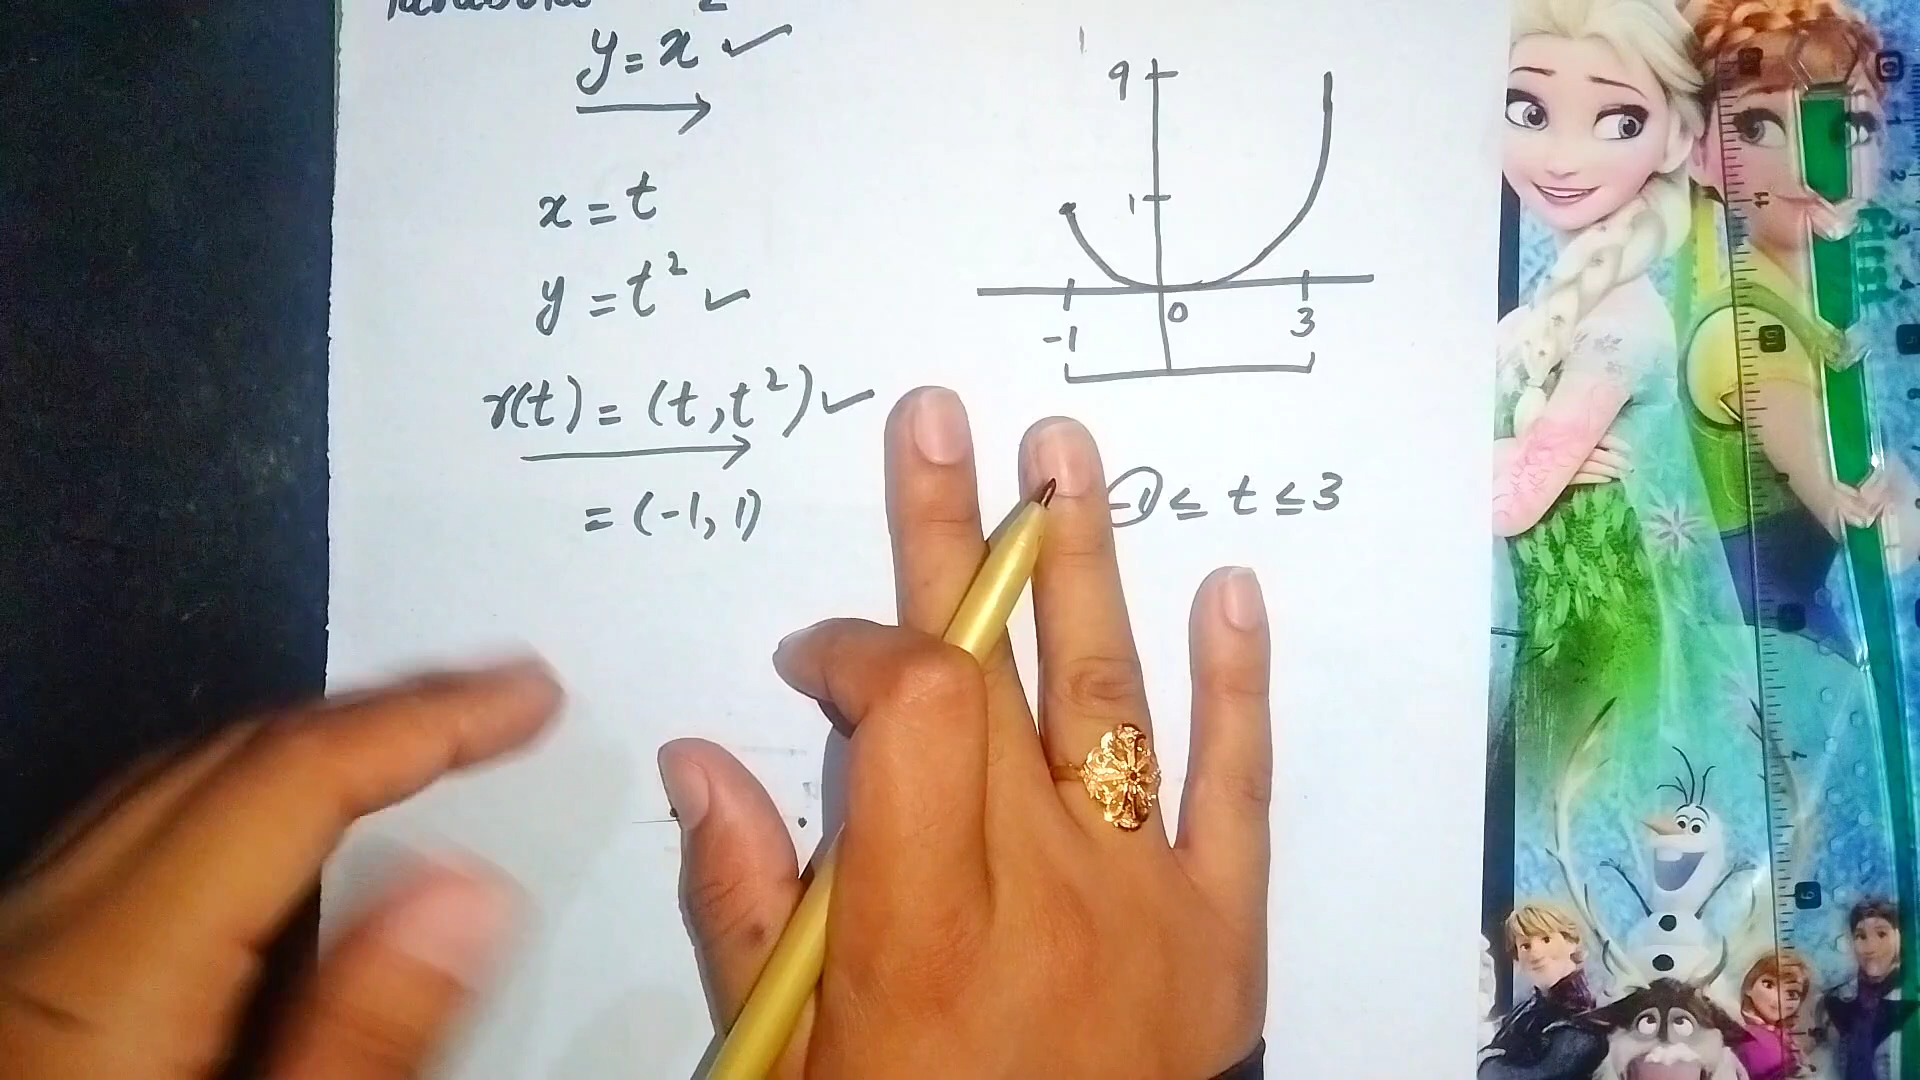 y = x²
x = t
y = t²
r(t) = (t, t²)
= (-1, 1)
9
1
-1
0
3
-1 ≤ t ≤ 3